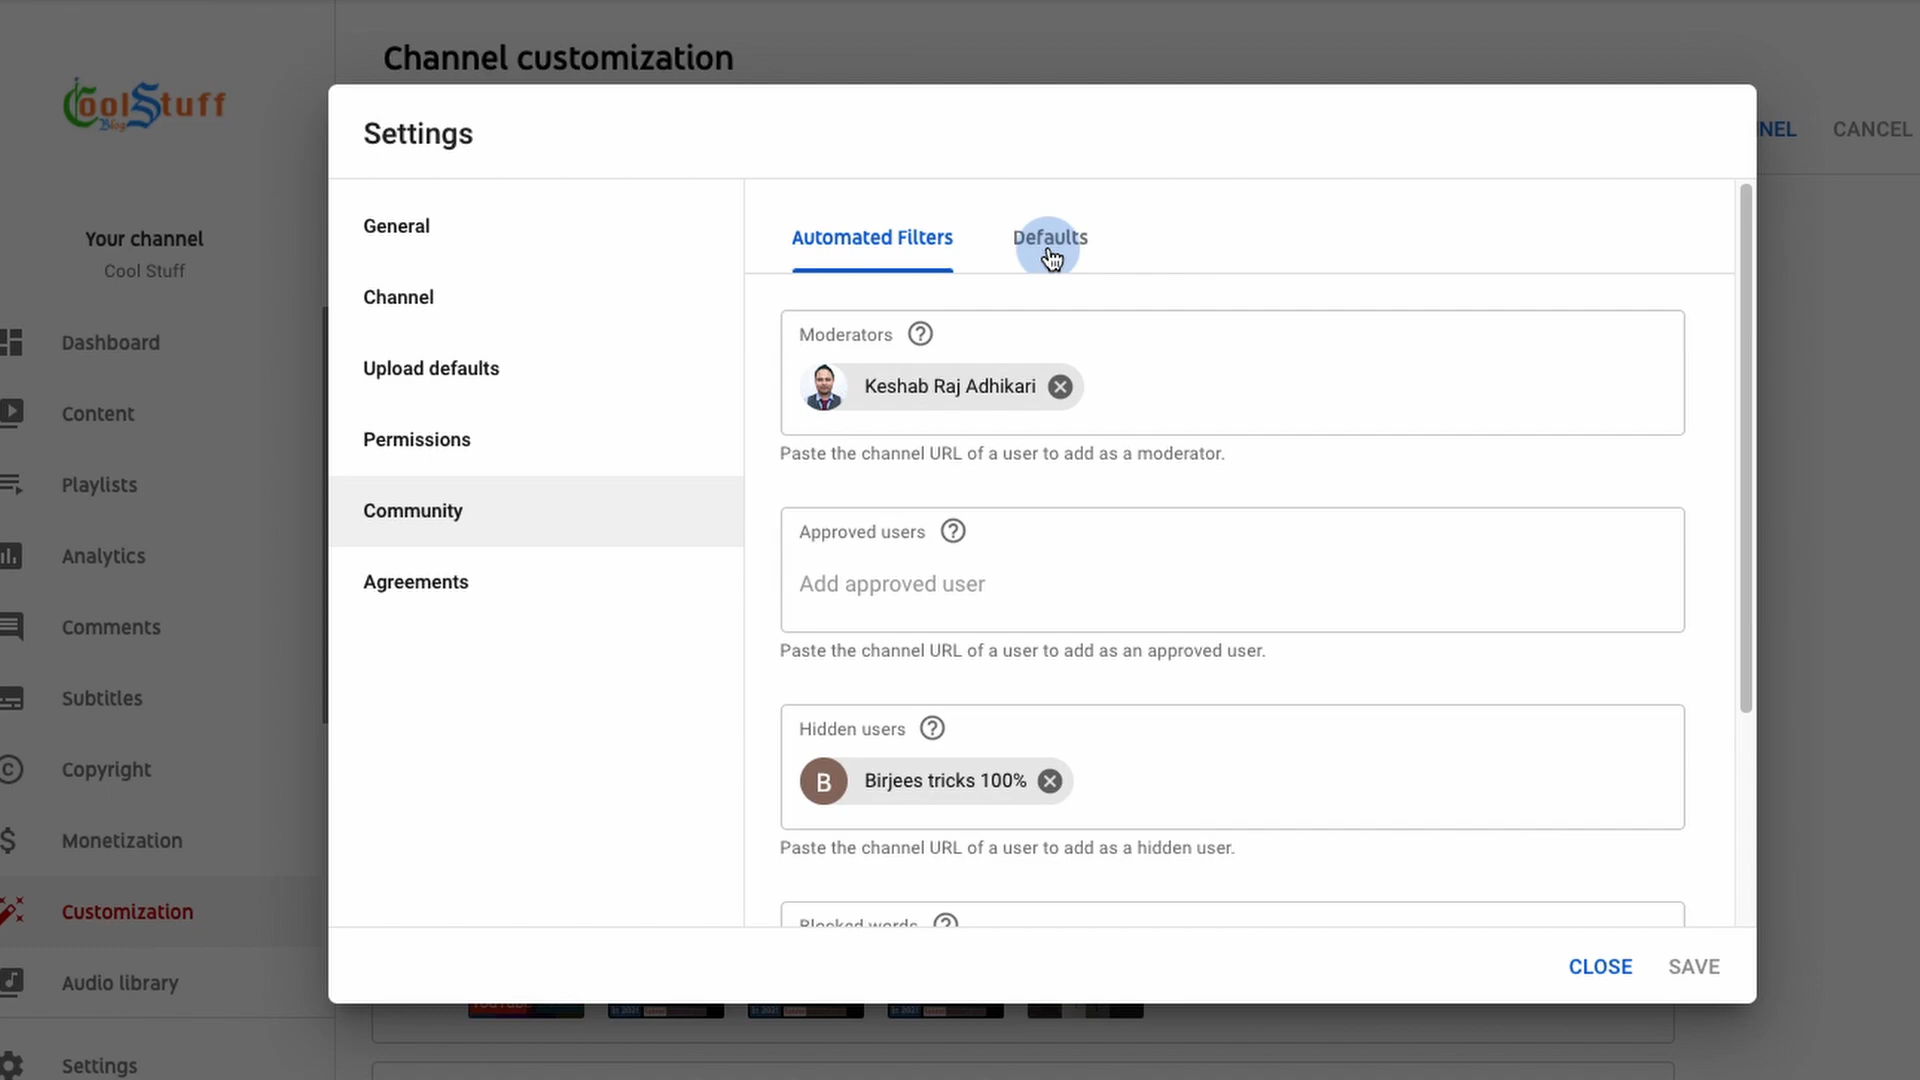 Channel customization
CoolStuff
Blog
NEL
CANCEL
Your channel
Cool Stuff
Dashboard
Content
Playlists
Analytics
Comments
Subtitles
Copyright
Monetization
Customization
Audio library
Settings
Settings
General
Channel
Upload defaults
Permissions
Community
Agreements
Automated Filters
Defaults
Moderators
Keshab Raj Adhikari
Paste the channel URL of a user to add as a moderator.
Approved users
Add approved user
Paste the channel URL of a user to add as an approved user.
Hidden users
B
Birjees tricks 100%
Paste the channel URL of a user to add as a hidden user.
Blocked words
CLOSE
SAVE